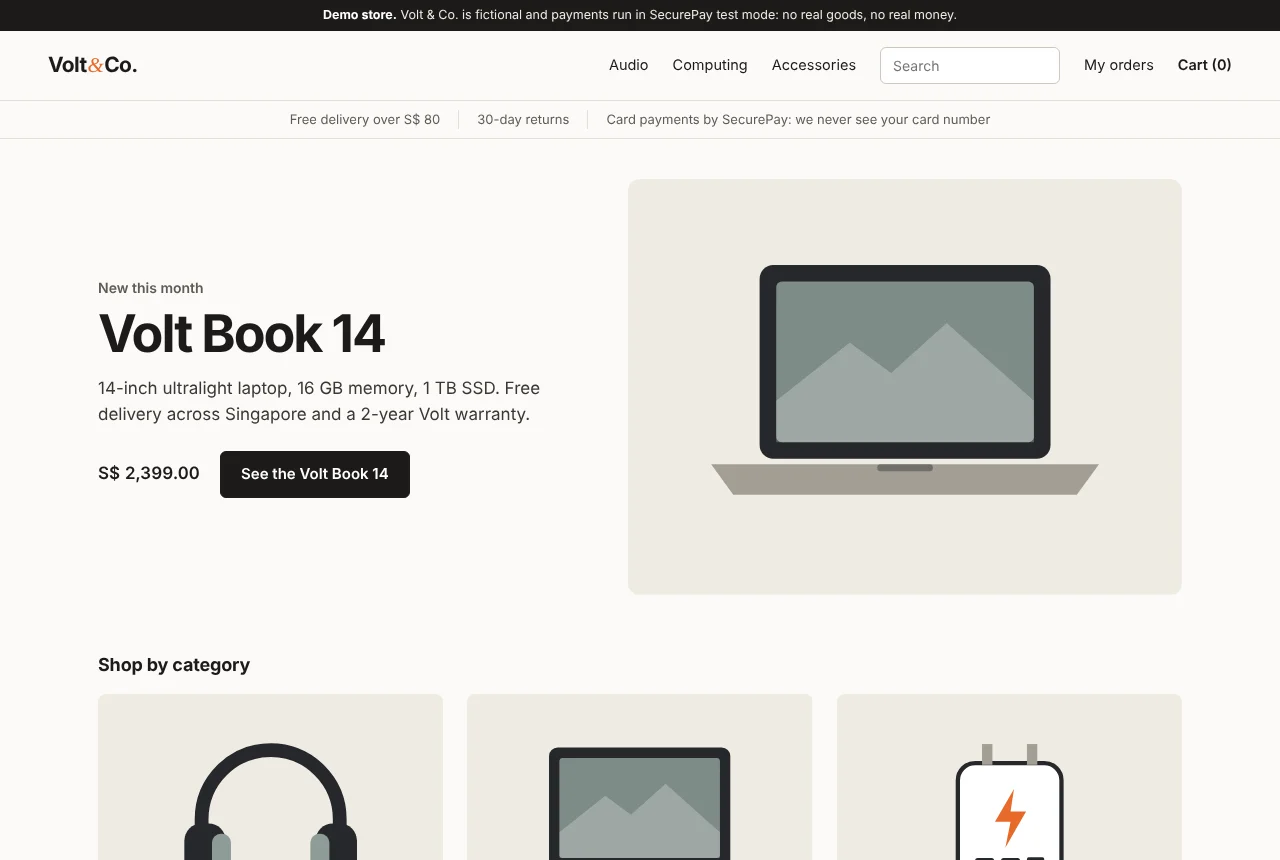 Demo store. Volt & Co. is fictional and payments run in SecurePay test mode: no real goods, no real money.
Volt&Co.
Audio
Computing
Accessories
Search
My orders
Cart (0)
Free delivery over S$ 80
30-day returns
Card payments by SecurePay: we never see your card number
New this month
Volt Book 14
14-inch ultralight laptop, 16 GB memory, 1 TB SSD. Free
delivery across Singapore and a 2-year Volt warranty.
S$ 2,399.00
See the Volt Book 14
Shop by category